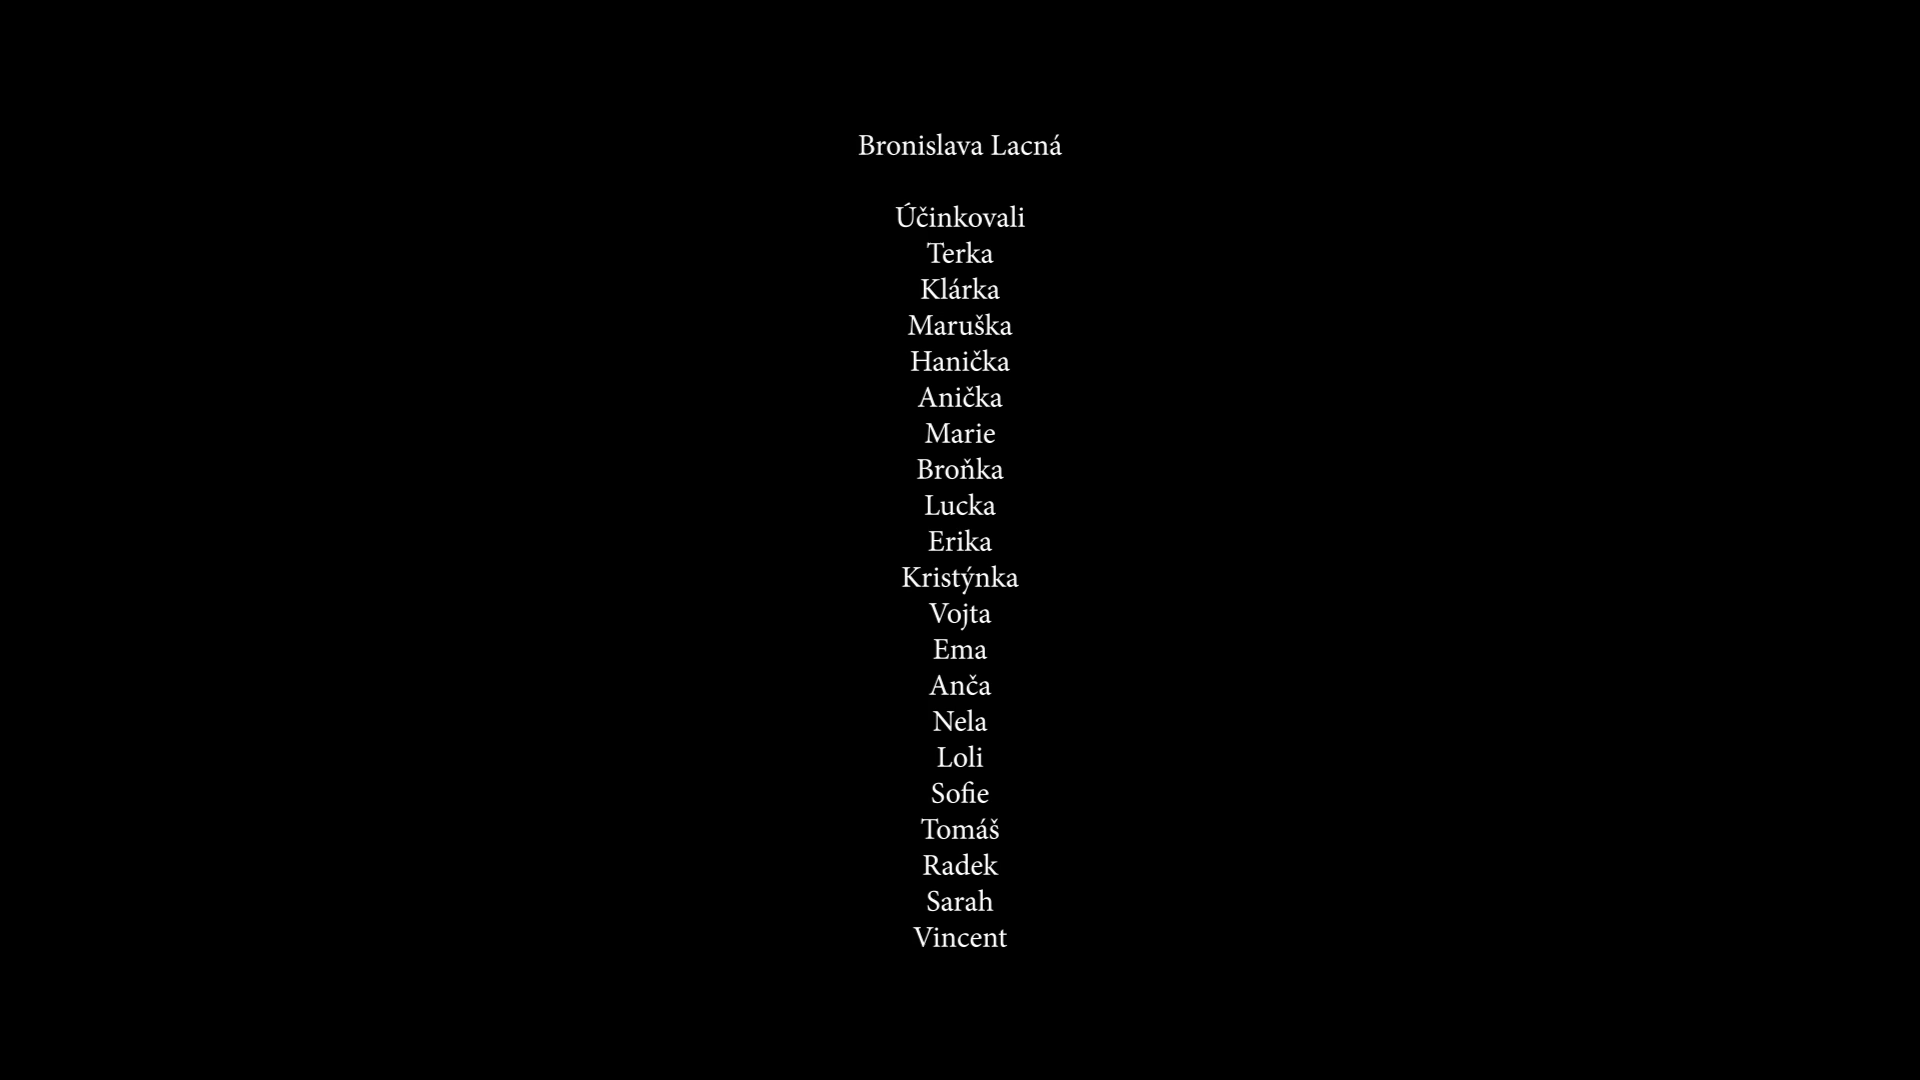 Bronislava Lacná
Účinkovali
Terka
Klárka
Maruška
Hanička
Anička
Marie
Broňka
Lucka
Erika
Kristýnka
Vojta
Ema
Anča
Nela
Loli
Sofie
Tomáš
Radek
Sarah
Vincent